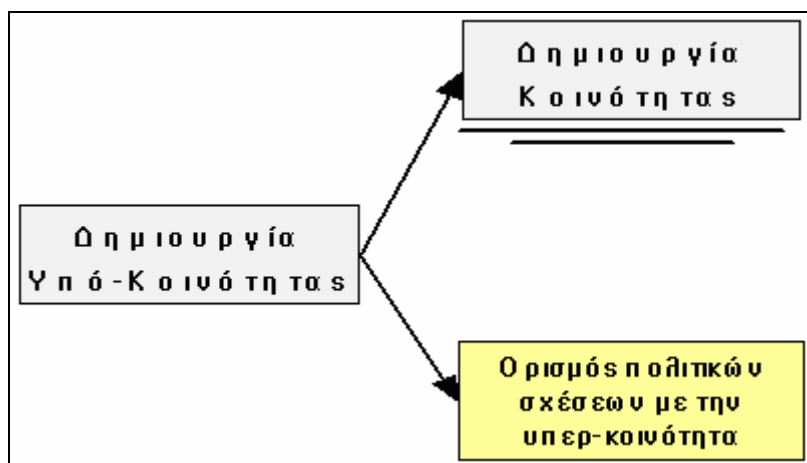 Δημιουργία
Κοινότητας
Δημιουργία
Υπό-Κοινότητας
Ορισμός πολιτικών
σχέσεων με την
υπερ-κοινότητα